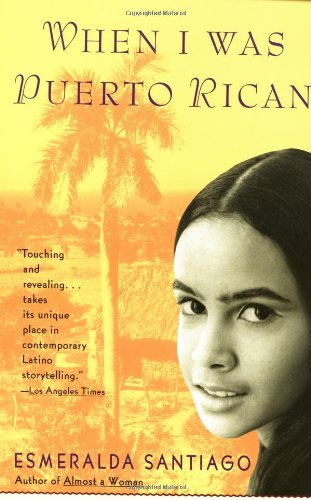 WHEN I WAS
PUERTO RICAN
"Touching
and
revealing. . .
takes
its unique
place in
contemporary
Latino
storytelling."
—Los Angeles Times
ESMERALDA SANTIAGO
Author of Almost a Woman